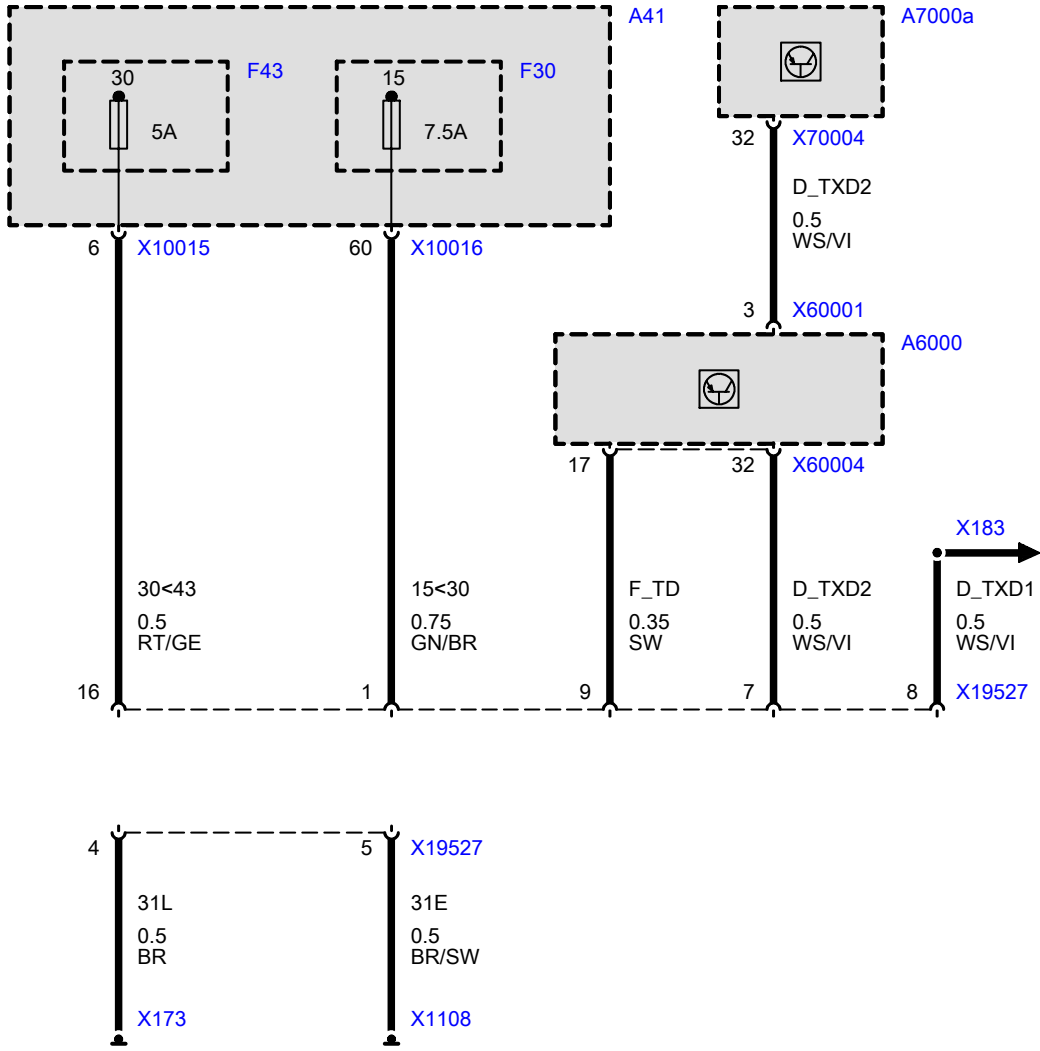 A41
A7000a
30
F43
15
F30
5A
7.5A
32
X70004
D_TXD2
0.5
WS/VI
6
X10015
60
X10016
3
X60001
A6000
17
32
X60004
X183
30<43
0.5
RT/GE
15<30
0.75
GN/BR
F_TD
0.35
SW
D_TXD2
0.5
WS/VI
D_TXD1
0.5
WS/VI
16
1
9
7
8
X19527
4
5
X19527
31L
0.5
BR
31E
0.5
BR/SW
X173
X1108